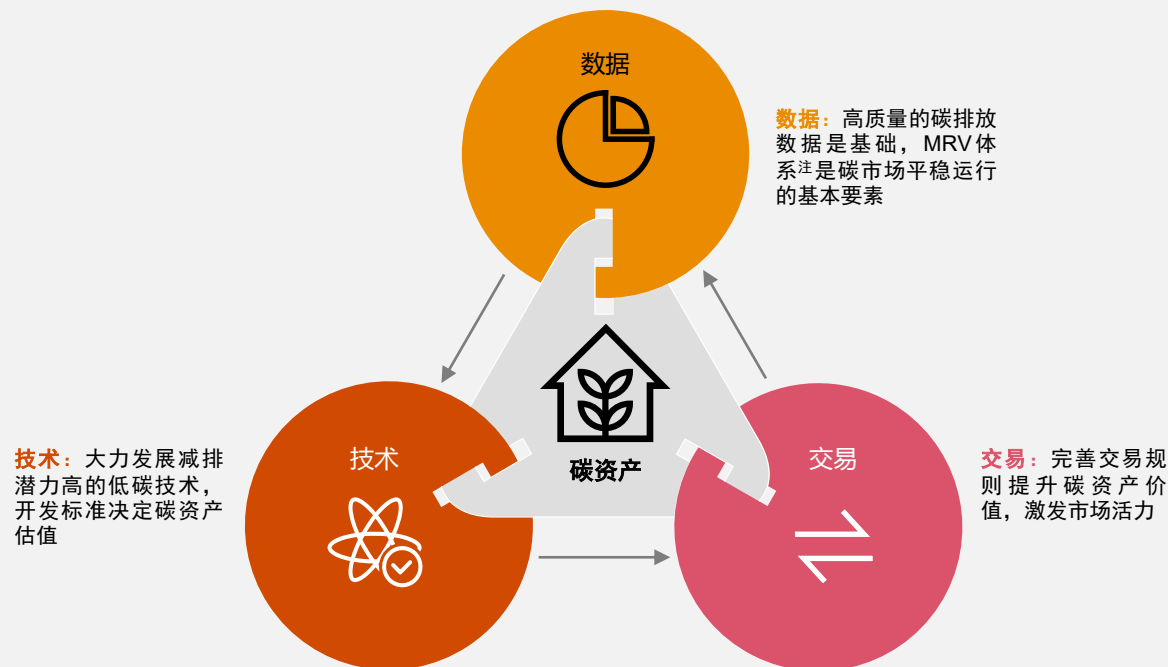 数据
数据：高质量的碳排放
数据是基础，MRV体
系注是碳市场平稳运行
的基本要素
碳资产
技术
技术：大力发展减排
潜力高的低碳技术，
开发标准决定碳资产
估值
交易
交易：完善交易规
则提升碳资产价
值，激发市场活力